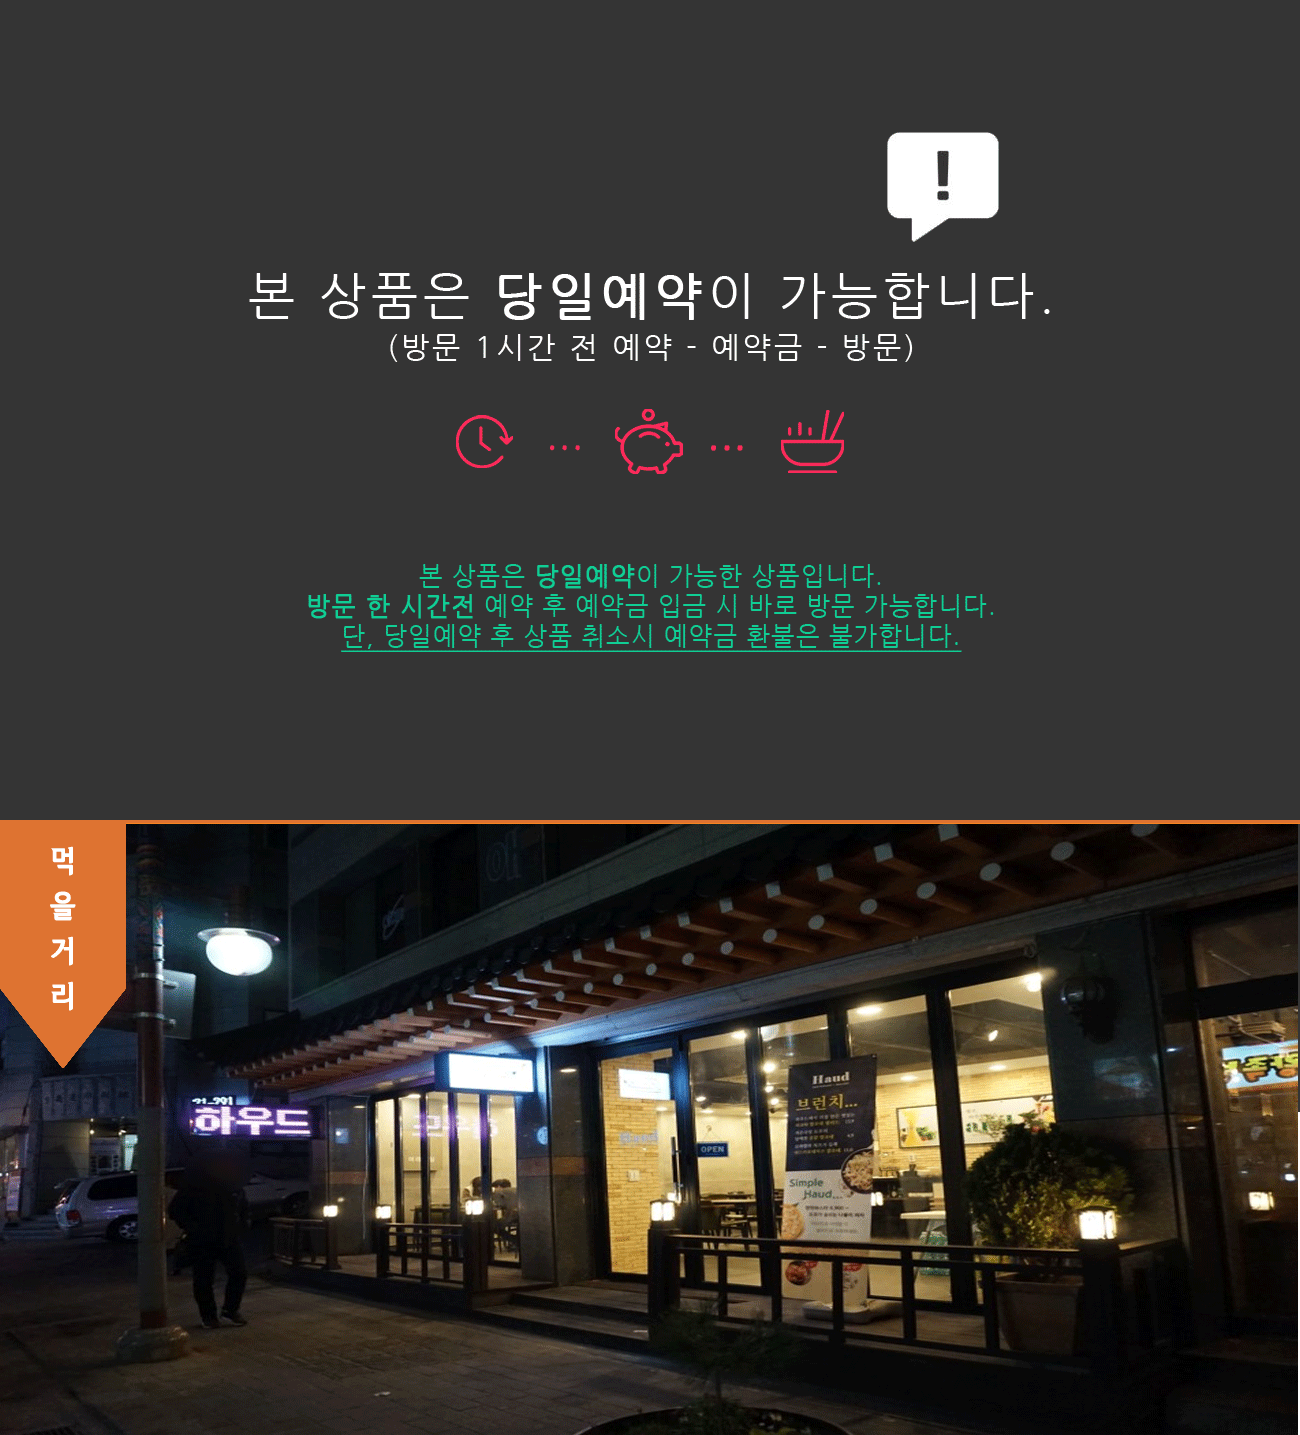 본 상품은 당일예약이 가능합니다.
(방문 1시간 전 예약 - 예약금 - 방문)
본 상품은 당일예약이 가능한 상품입니다.
방문 한 시간전 예약 후 예약금 입금 시 바로 방문 가능합니다.
단, 당일예약 후 상품 취소시 예약금 환불은 불가합니다.
먹을거리
하우드
Haud
브런치...
OPEN
Simple
Haud...